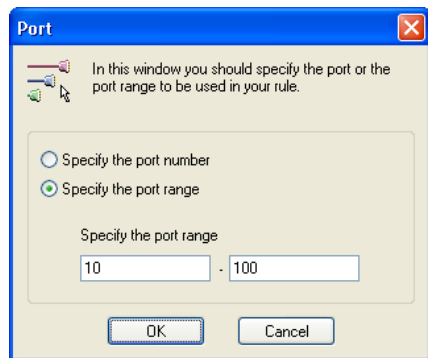 Port
In this window you should specify the port or the
port range to be used in your rule.
Specify the port number
Specify the port range
Specify the port range
10 - 100
OK Cancel